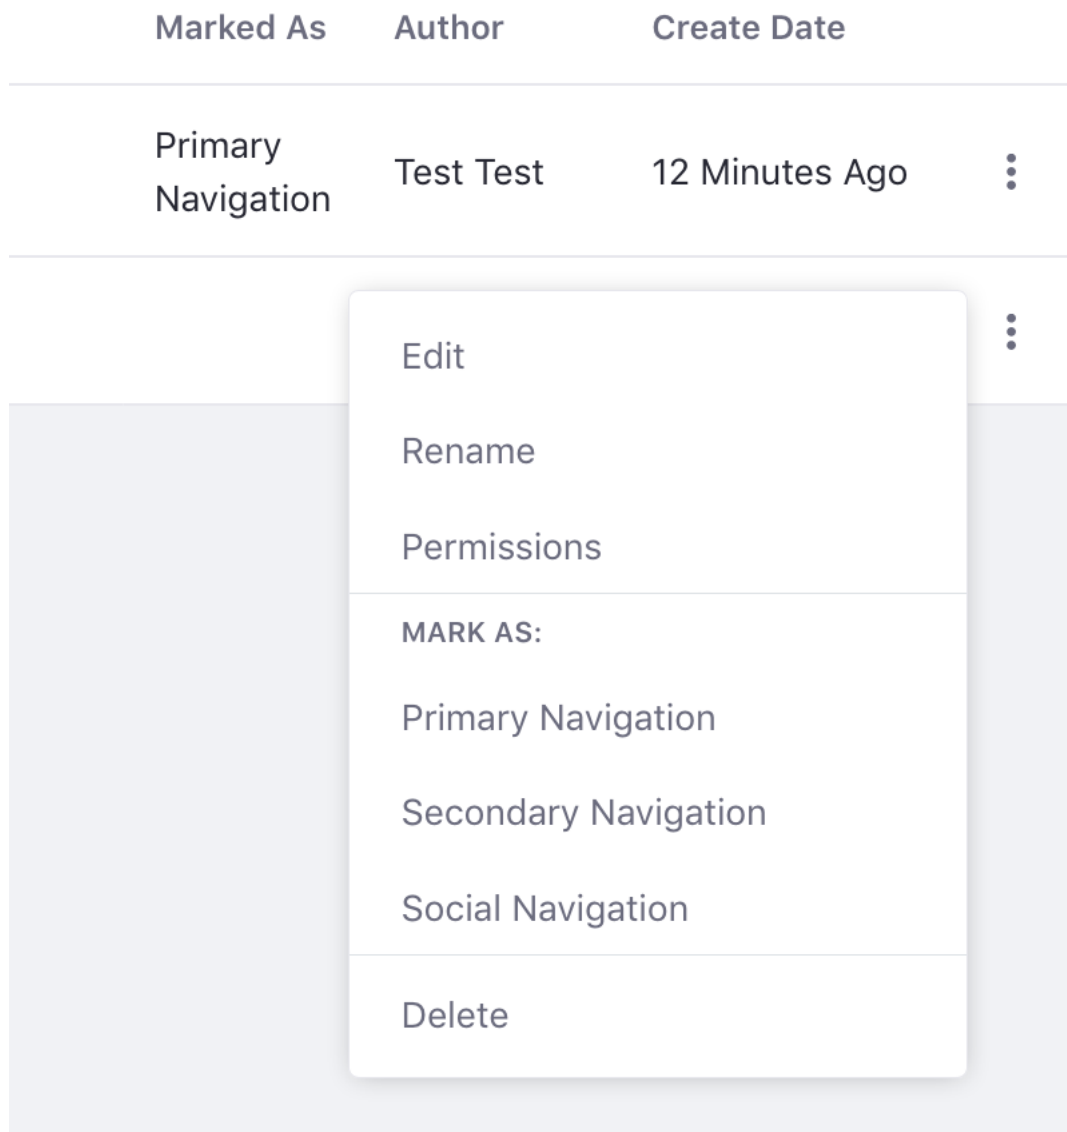 Marked As Author Create Date
Primary
Navigation
Test Test
12 Minutes Ago
Edit
Rename
Permissions
MARK AS:
Primary Navigation
Secondary Navigation
Social Navigation
Delete